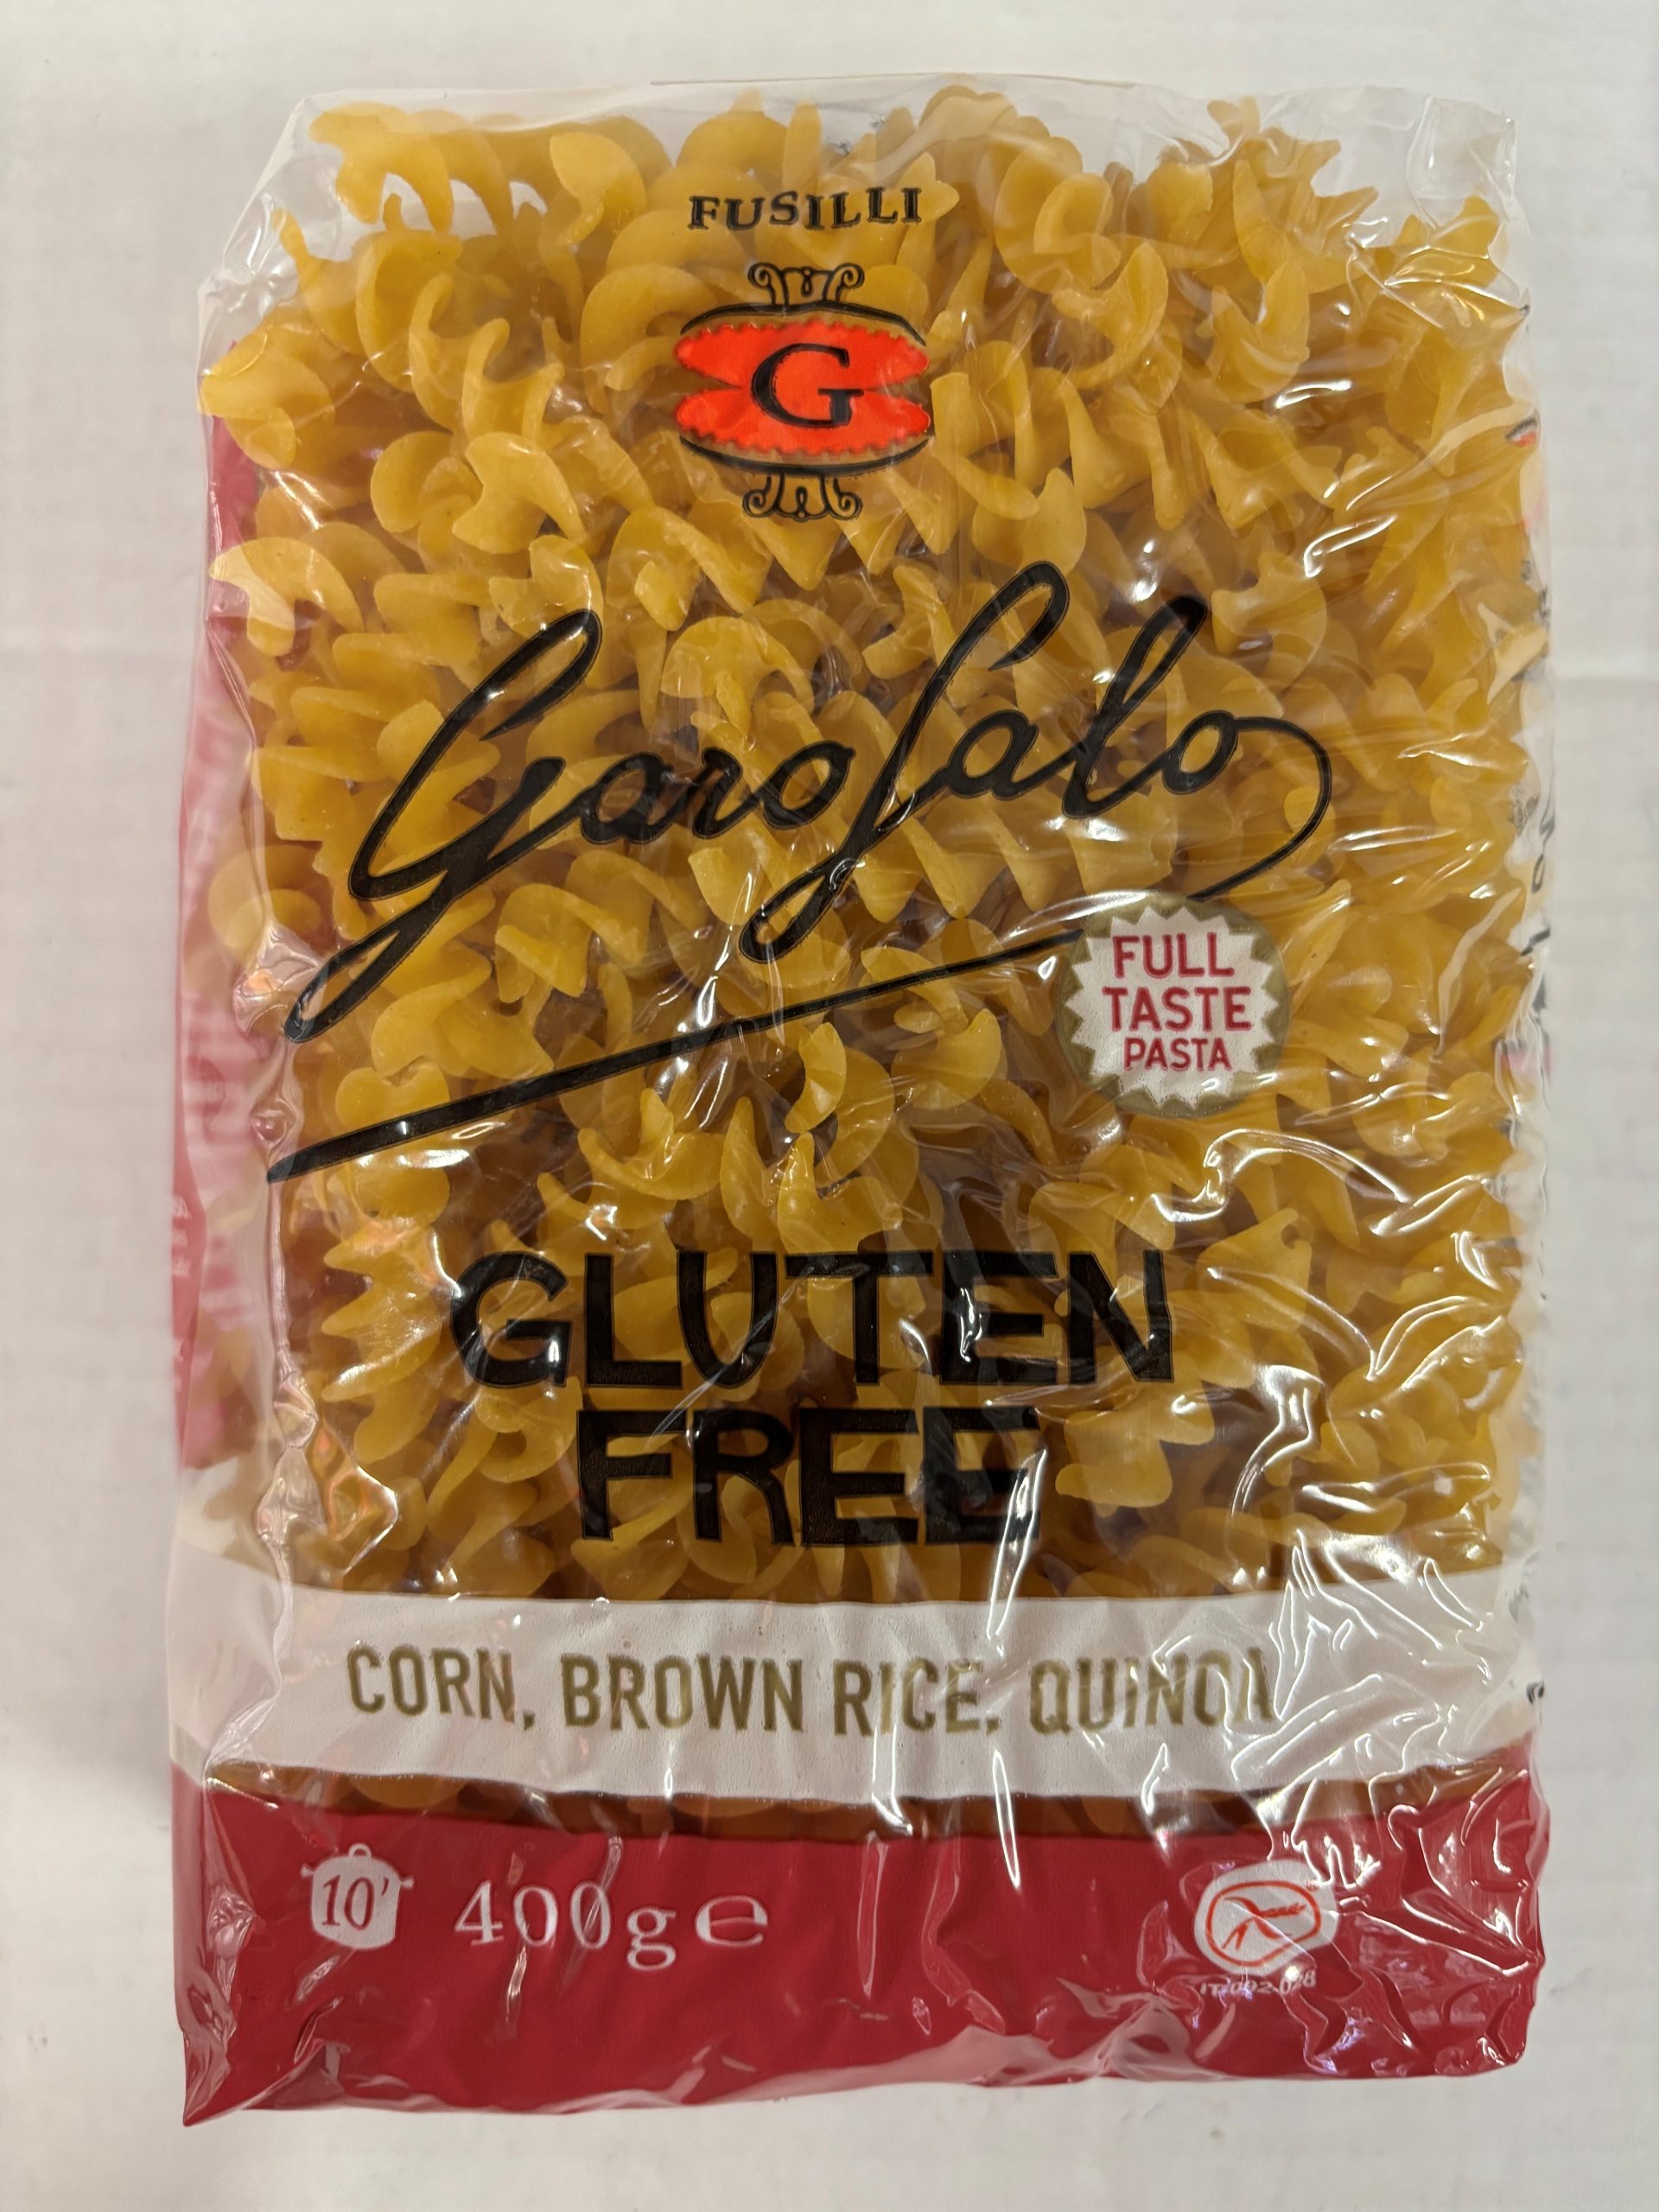 FUSILLI
G
Garofalo
FULL
TASTE
PASTA
GLUTEN
FREE
CORN, BROWN RICE, QUINOA
10' 400g e